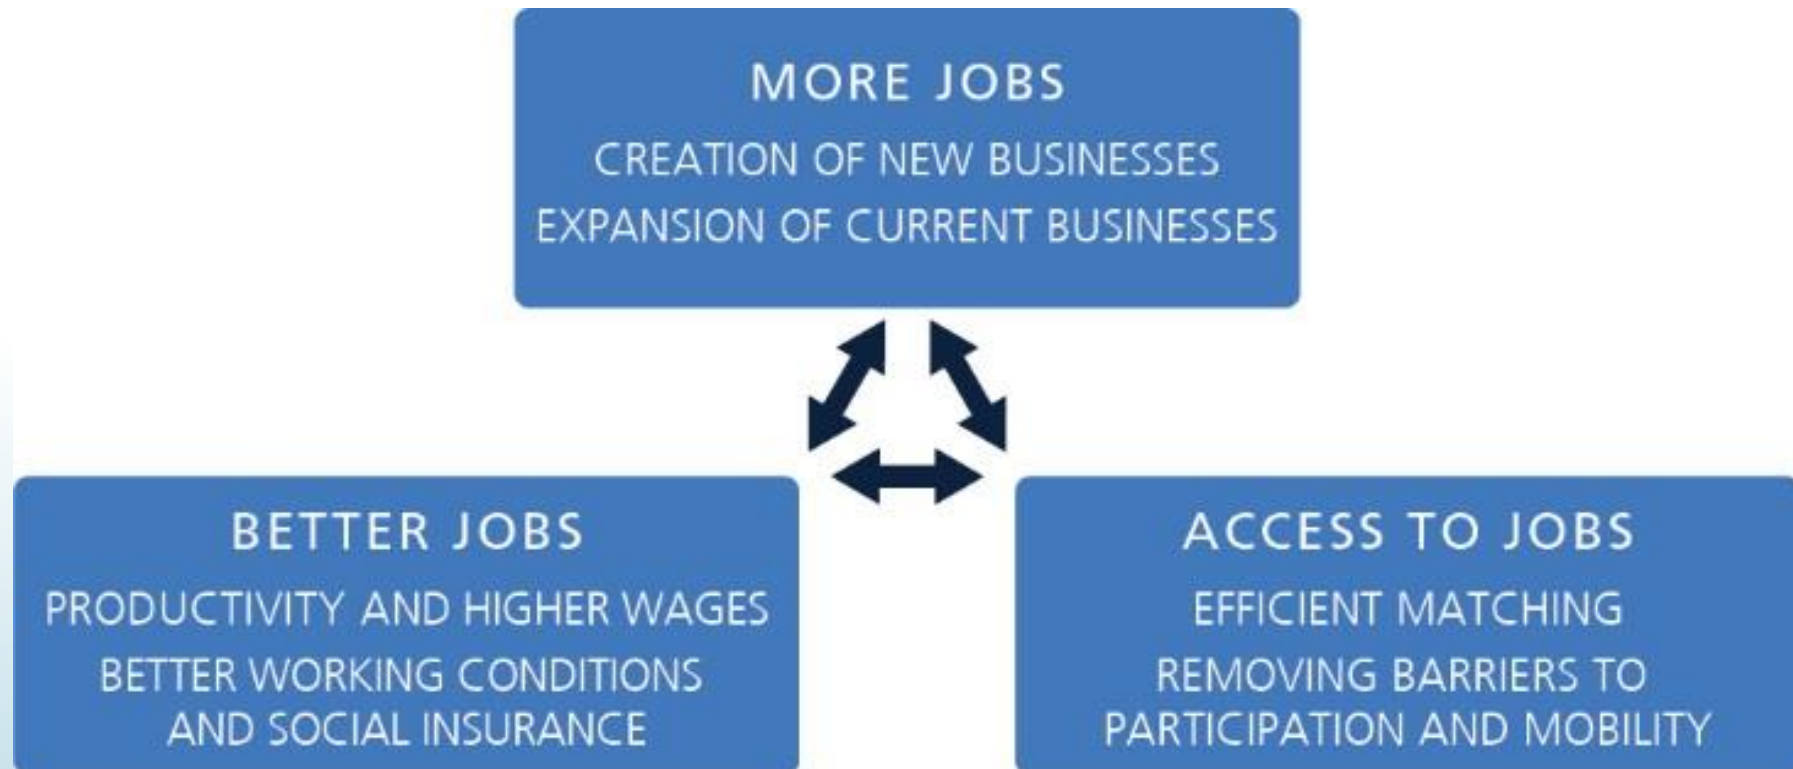 MORE JOBS
CREATION OF NEW BUSINESSES
EXPANSION OF CURRENT BUSINESSES
BETTER JOBS
PRODUCTIVITY AND HIGHER WAGES
BETTER WORKING CONDITIONS
AND SOCIAL INSURANCE
ACCESS TO JOBS
EFFICIENT MATCHING
REMOVING BARRIERS TO
PARTICIPATION AND MOBILITY